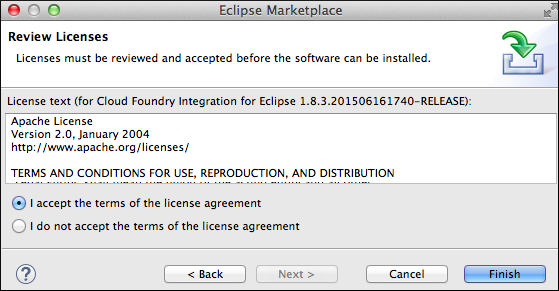 Eclipse Marketplace
Review Licenses
Licenses must be reviewed and accepted before the software can be installed.
License text (for Cloud Foundry Integration for Eclipse 1.8.3.201506161740-RELEASE):
Apache License
Version 2.0, January 2004
http://www.apache.org/licenses/
TERMS AND CONDITIONS FOR USE, REPRODUCTION, AND DISTRIBUTION
I accept the terms of the license agreement
I do not accept the terms of the license agreement
?
< Back
Next >
Cancel
Finish